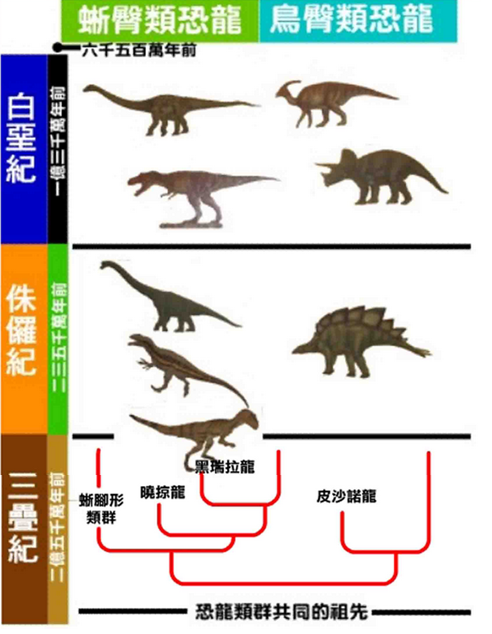 蜥臀類恐龍
鳥臀類恐龍
六千五百萬年前
白堊紀
一億三千萬年前
侏儸紀
二三五千萬年前
三疊紀
二億五千萬年前
黑瑞拉龍
曉掠龍
蜥腳形
類群
皮沙諾龍
恐龍類群共同的祖先